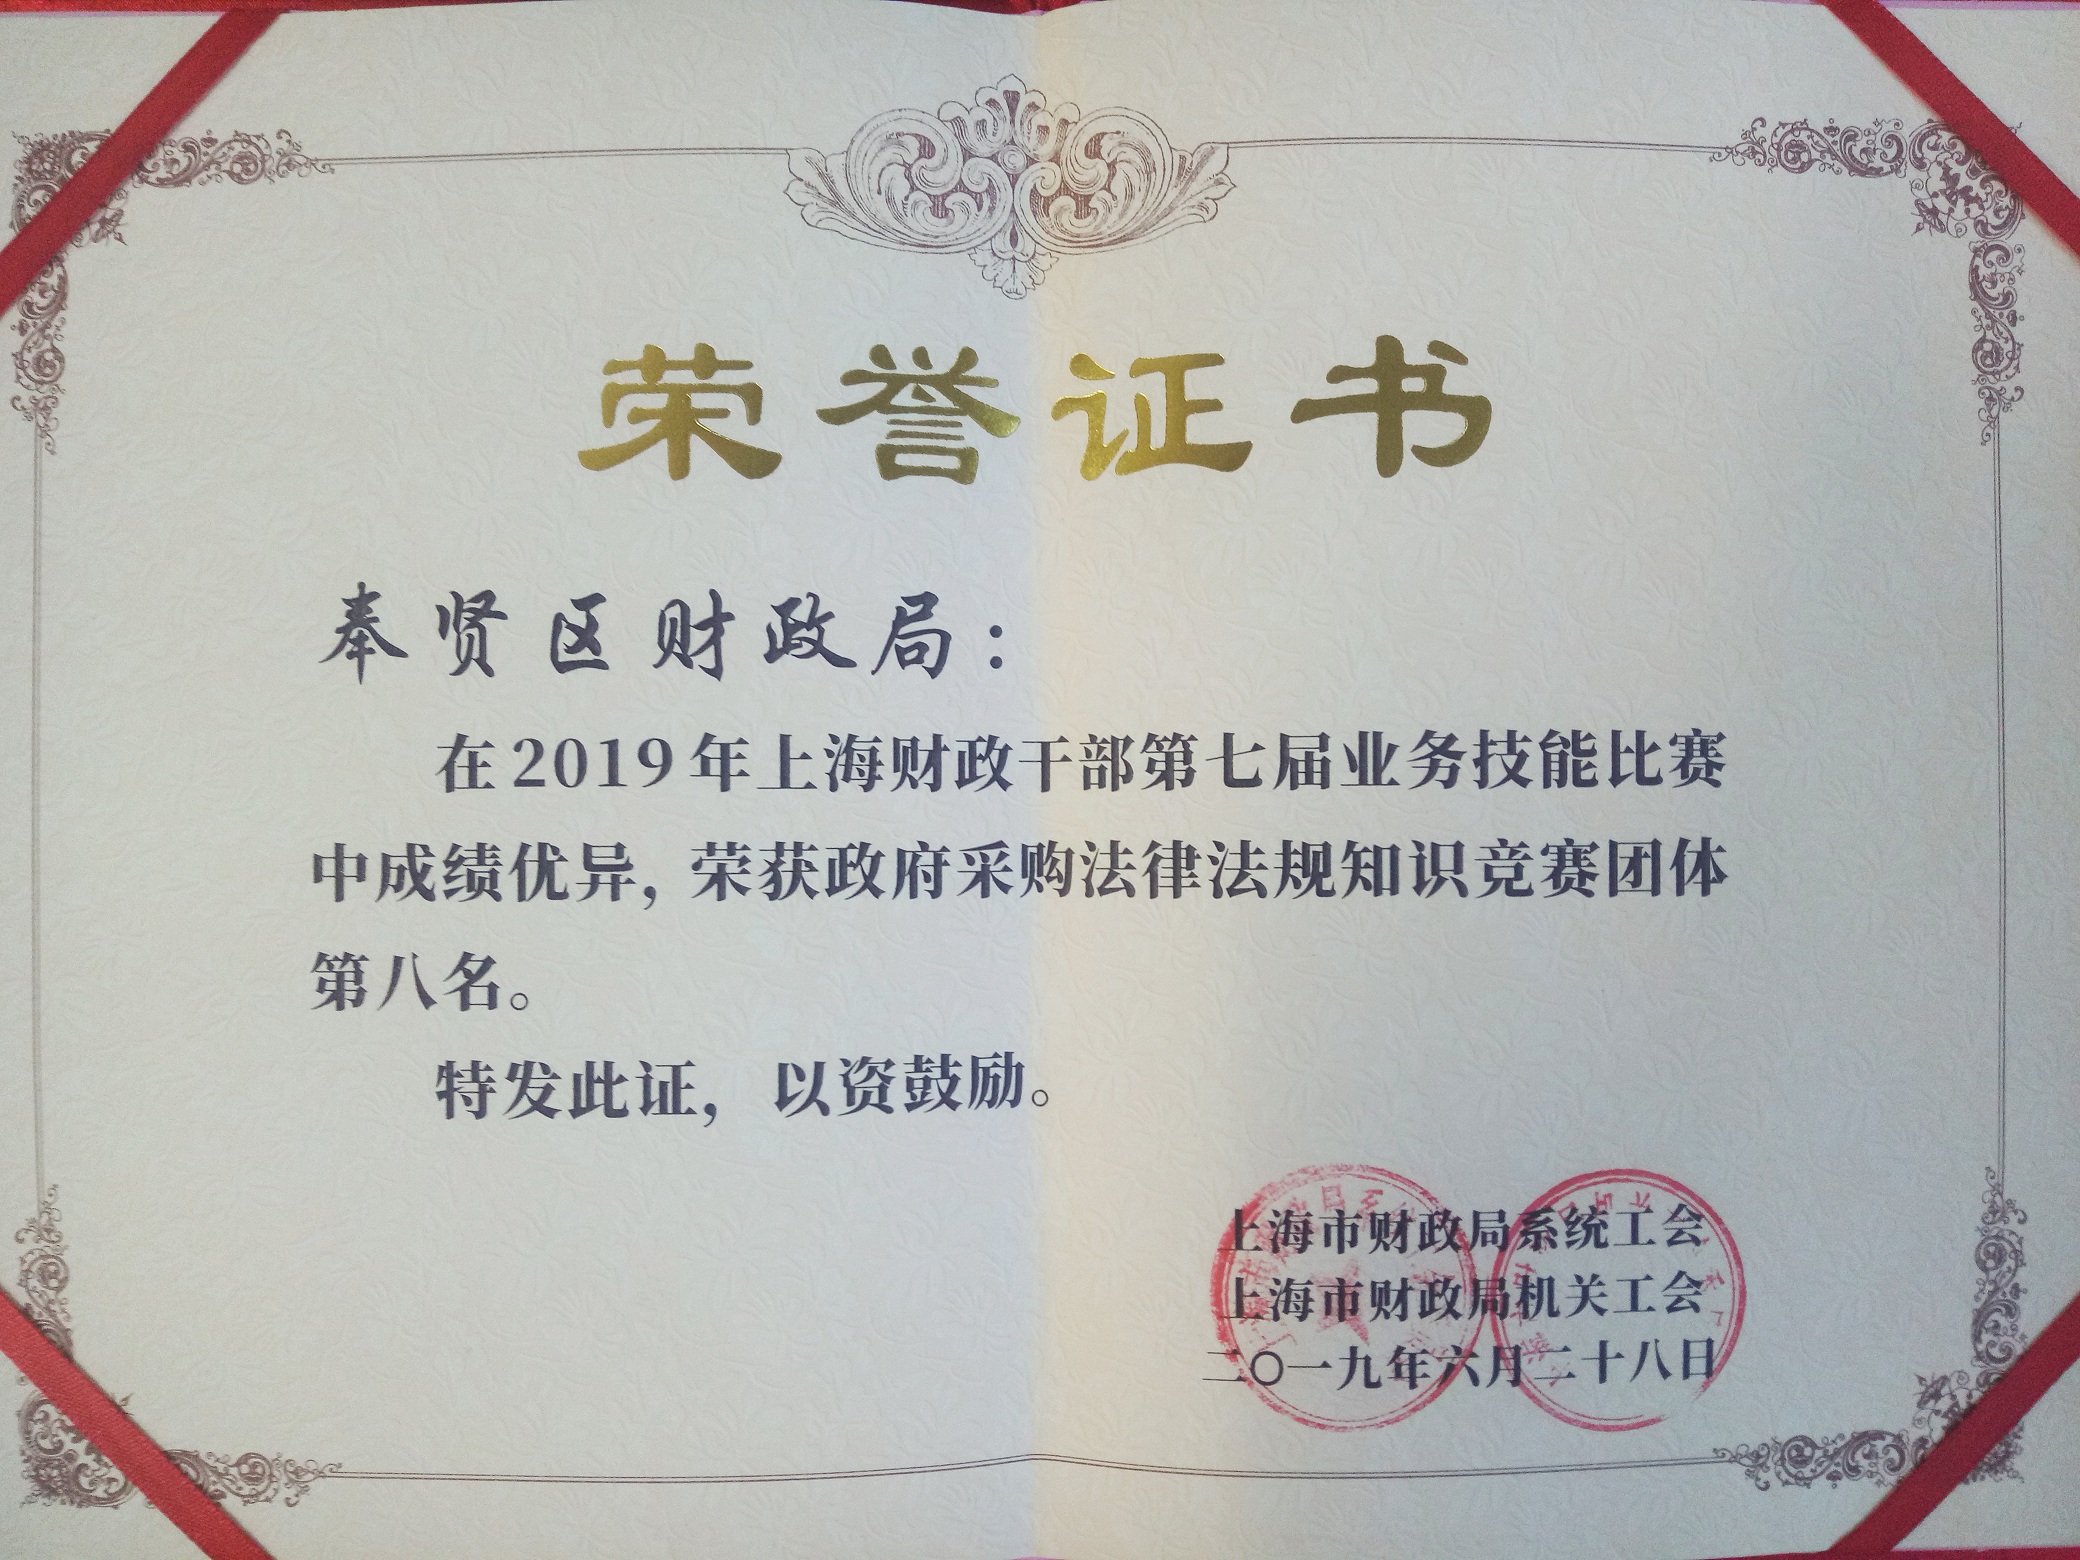 荣誉证书
奉贤区财政局：
在2019年上海财政干部第七届业务技能比赛
中成绩优异，荣获政府采购法律法规知识竞赛团体
第八名。
特发此证，以资鼓励。
上海市财政局系统工会
上海市财政局机关工会
二〇一九年六月二十八日